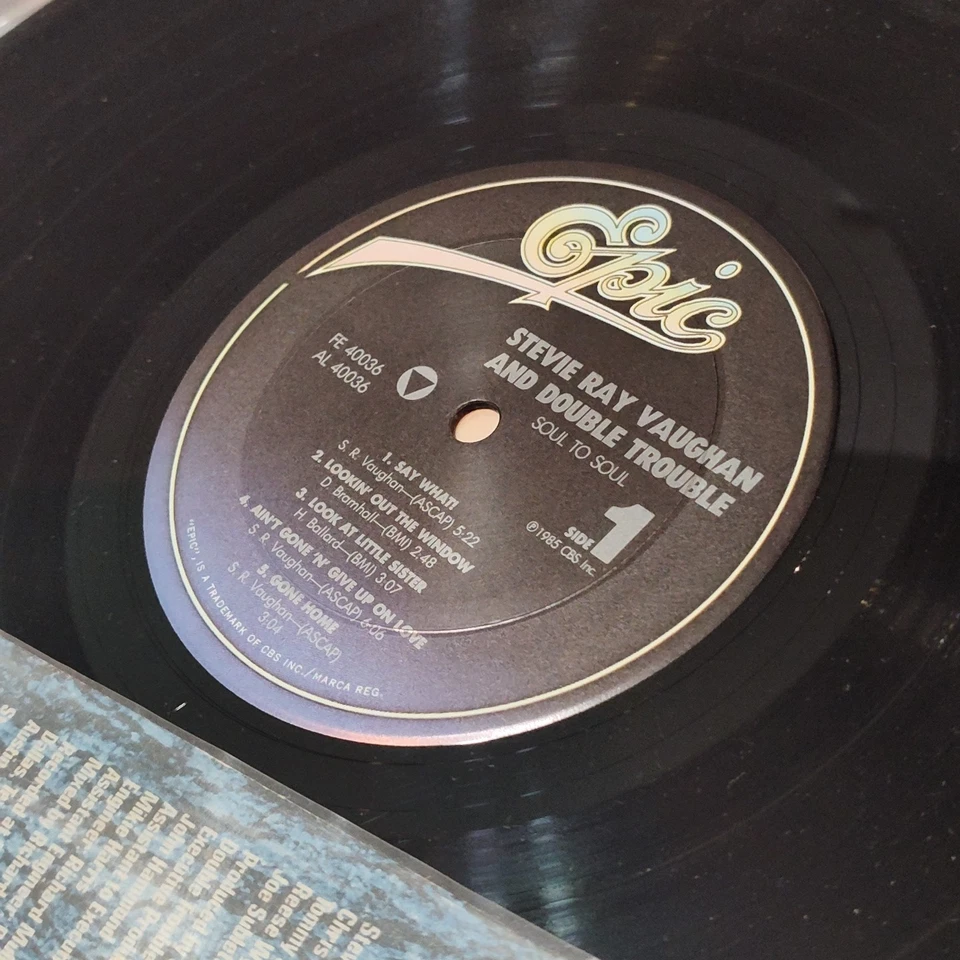 Epic
STEVIE RAY VAUGHAN
AND DOUBLE TROUBLE
SOUL TO SOUL
FE 40036
AL 40036
SIDE 1
℗1985 CBS Inc.
1. SAY WHAT!
S. R. Vaughan—(ASCAP) 5:22
2. LOOKIN' OUT THE WINDOW
D. Bramhall—(BMI) 2:48
3. LOOK AT LITTLE SISTER
H. Ballard—(BMI) 3:07
4. AIN'T GONE 'N' GIVE UP ON LOVE
S. R. Vaughan—(ASCAP) 6:06
5. GONE HOME
S. R. Vaughan—(ASCAP)
3:04
"EPIC", IS A TRADEMARK OF CBS INC./MARCA REG.